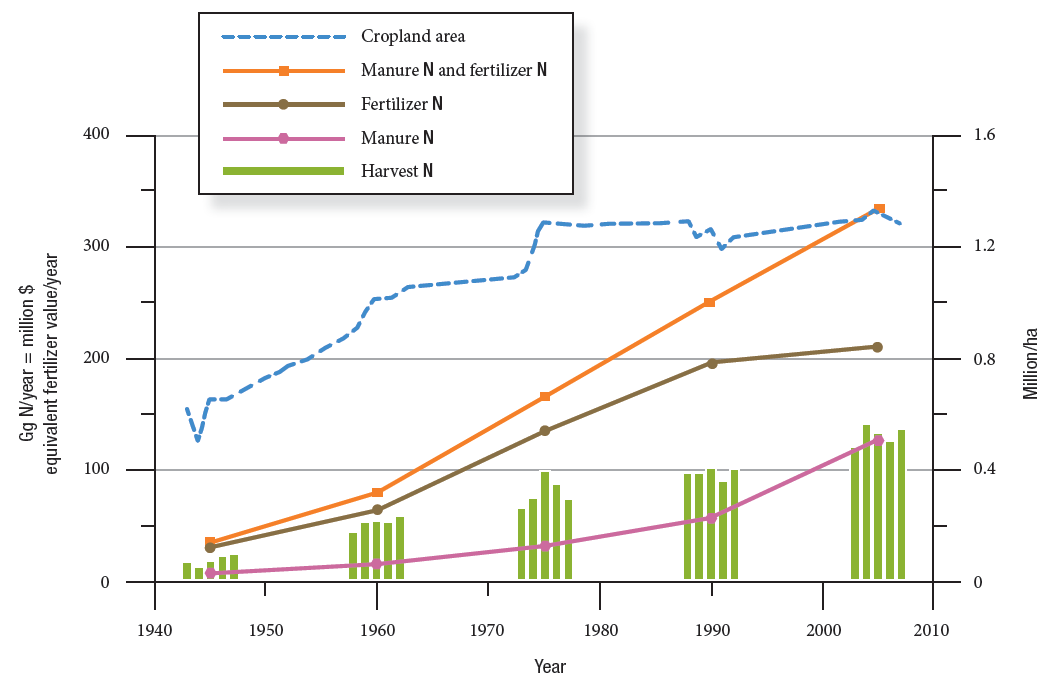 Cropland area
Manure N and fertilizer N
Fertilizer N
Manure N
Harvest N
400
300
200
100
0
1.6
1.2
0.8
0.4
0
Gg N/year = million $
equivalent fertilizer value/year
Million/ha
1940 1950 1960 1970 1980 1990 2000 2010
Year